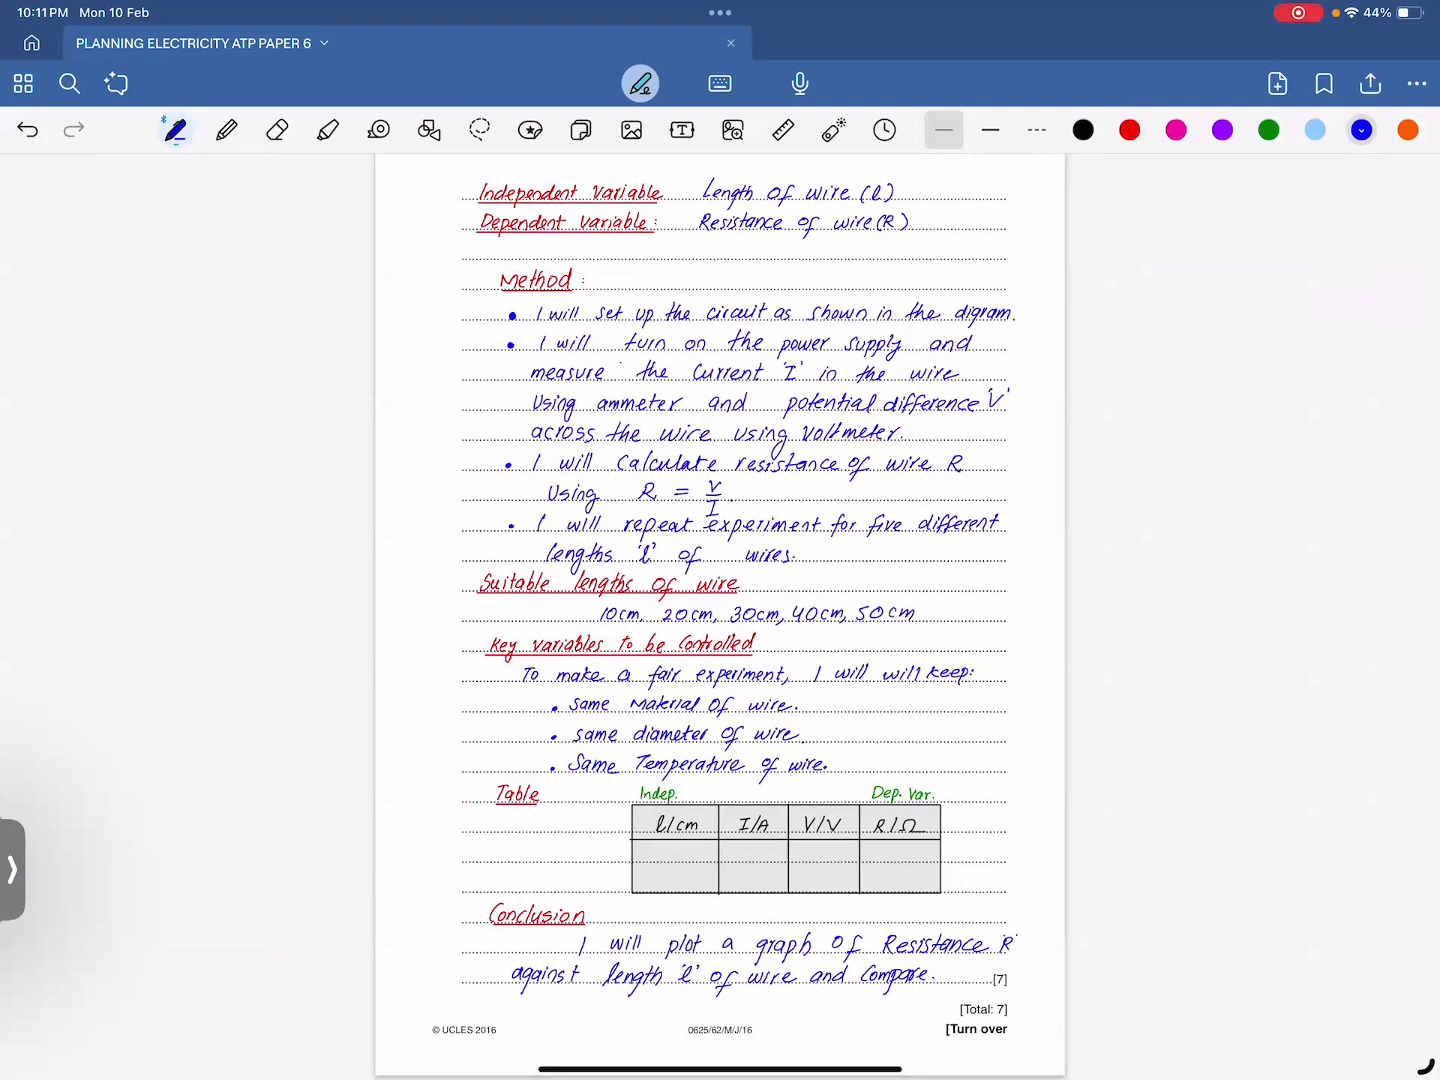 10:11 PM Mon 10 Feb
44%
PLANNING ELECTRICITY ATP PAPER 6
Independent Variable Length of wire (l)
Dependent Variable: Resistance of wire (R)
Method :
• I will set up the circuit as shown in the digram.
• I will turn on the power supply and
measure the current 'I' in the wire
Using ammeter and potential difference 'V'
across the wire using Voltmeter.
• I will Calculate resistance of wire R
Using R = V/I.
• I will repeat experiment for five different
lengths 'l' of wires.
Suitable lengths of wire
10cm, 20cm, 30cm, 40cm, 50cm
Key variables to be Controlled
To make a fair experiment, I will will keep:
• Same Material of wire.
• same diameter of wire.
• Same Temperature of wire.
Table Indep. Dep. Var.
l/cm I/A V/V R/Ω
Conclusion
I will plot a graph of Resistance 'R'
against length 'l' of wire and Compare. [7]
[Total: 7]
© UCLES 2016 0625/62/M/J/16 [Turn over